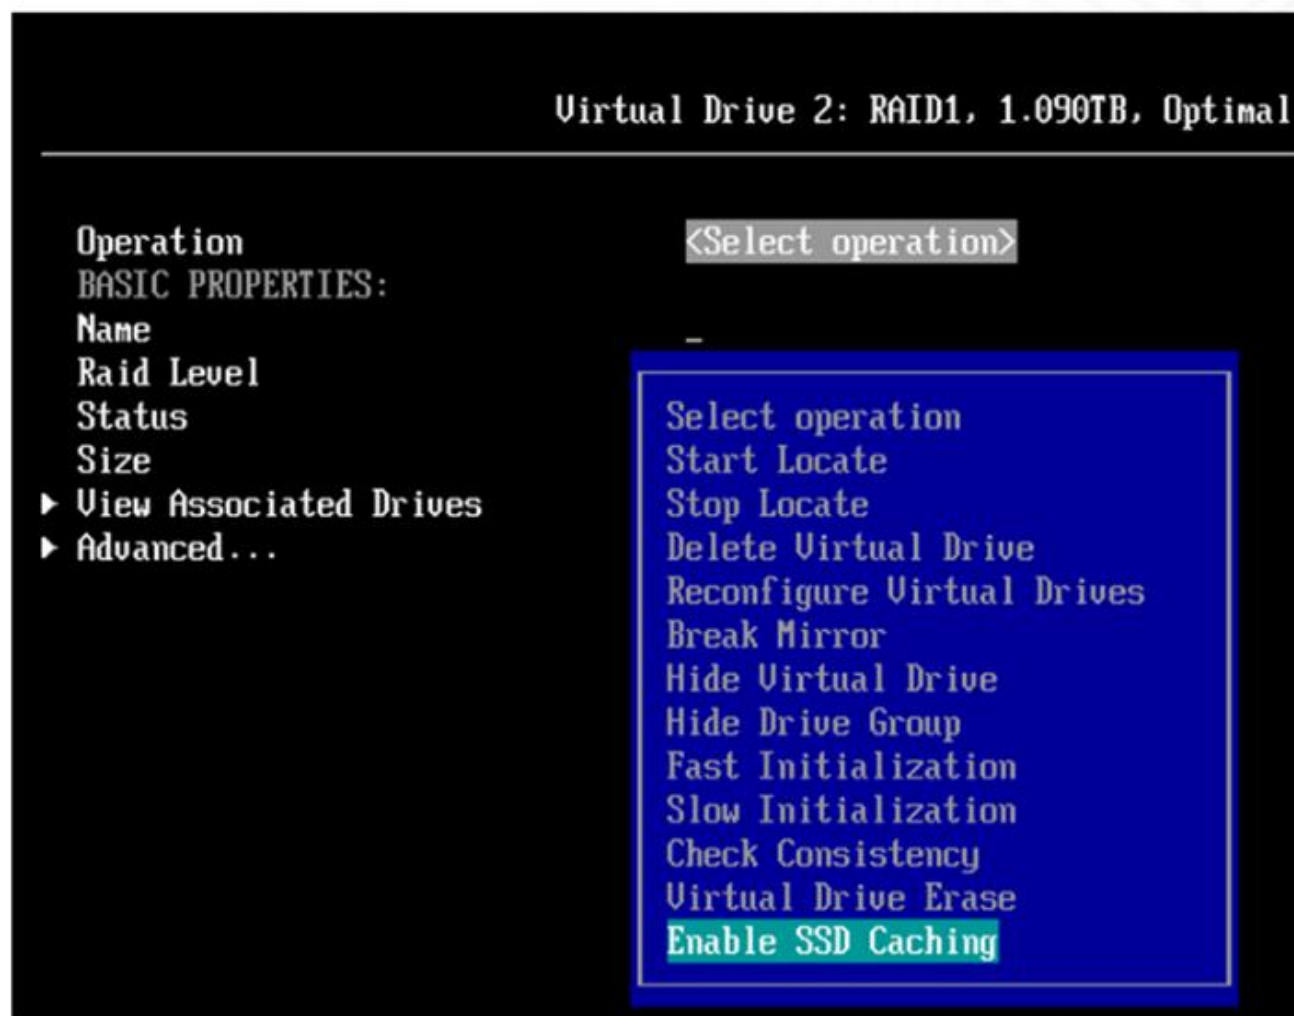 Virtual Drive 2: RAID1, 1.090TB, Optimal
Operation <Select operation>
BASIC PROPERTIES:
Name _
Raid Level
Status
Size
View Associated Drives
Advanced...
Select operation
Start Locate
Stop Locate
Delete Virtual Drive
Reconfigure Virtual Drives
Break Mirror
Hide Virtual Drive
Hide Drive Group
Fast Initialization
Slow Initialization
Check Consistency
Virtual Drive Erase
Enable SSD Caching